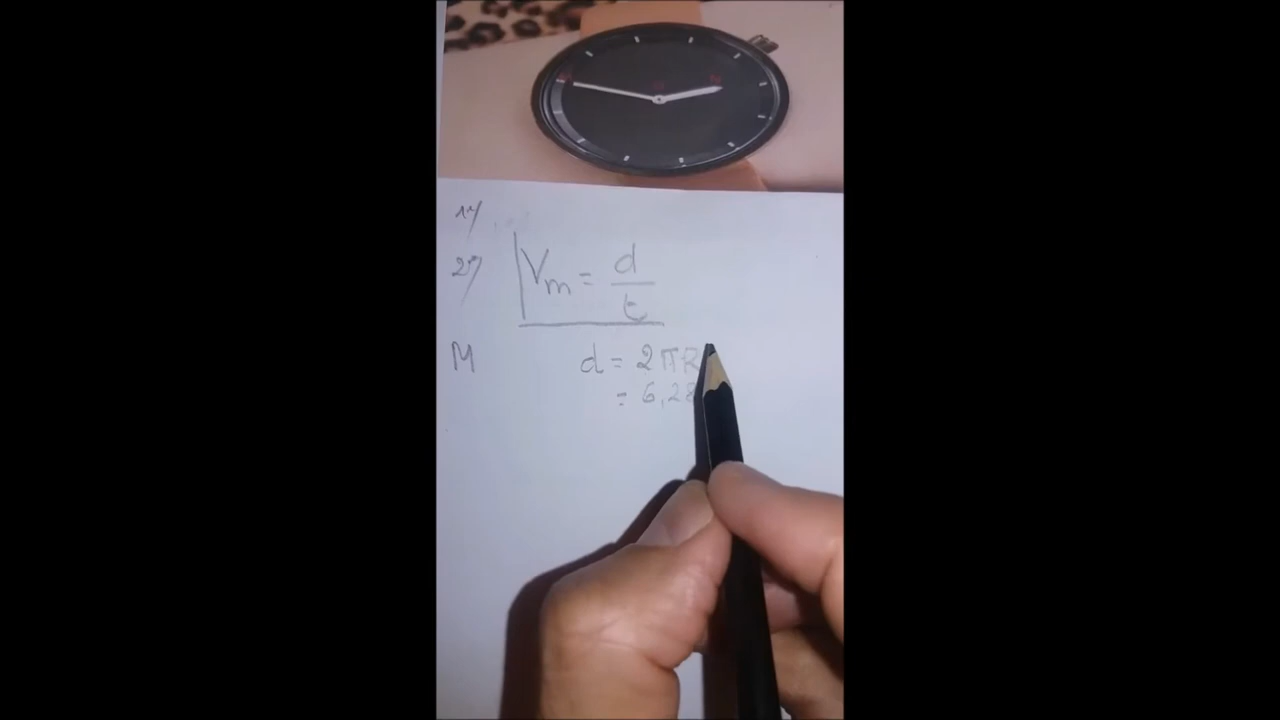 1°/
2°/ Vm = d/t
M d = 2πR
= 6,28